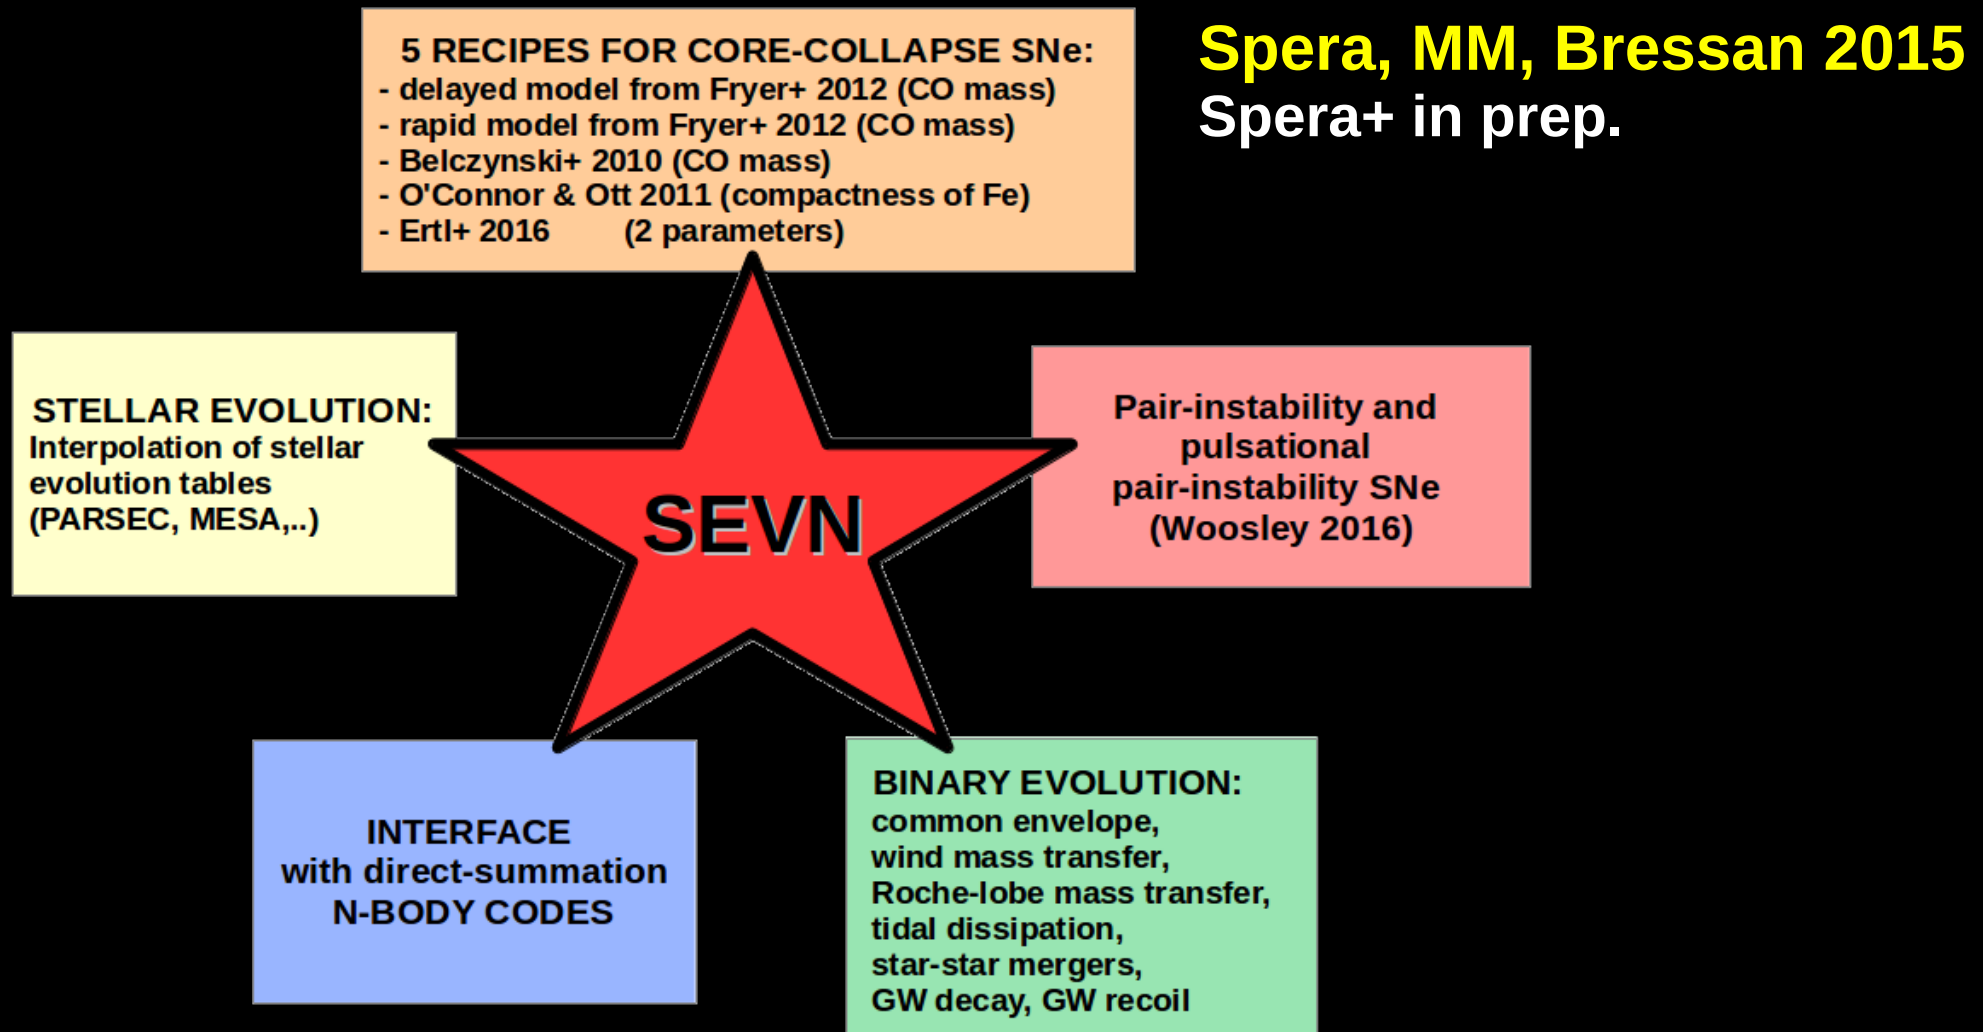 5 RECIPES FOR CORE-COLLAPSE SNe:
- delayed model from Fryer+ 2012 (CO mass)
- rapid model from Fryer+ 2012 (CO mass)
- Belczynski+ 2010 (CO mass)
- O'Connor & Ott 2011 (compactness of Fe)
- Ertl+ 2016 (2 parameters)
Spera, MM, Bressan 2015
Spera+ in prep.
STELLAR EVOLUTION:
Interpolation of stellar
evolution tables
(PARSEC, MESA,..)
SEVN
Pair-instability and
pulsational
pair-instability SNe
(Woosley 2016)
INTERFACE
with direct-summation
N-BODY CODES
BINARY EVOLUTION:
common envelope,
wind mass transfer,
Roche-lobe mass transfer,
tidal dissipation,
star-star mergers,
GW decay, GW recoil